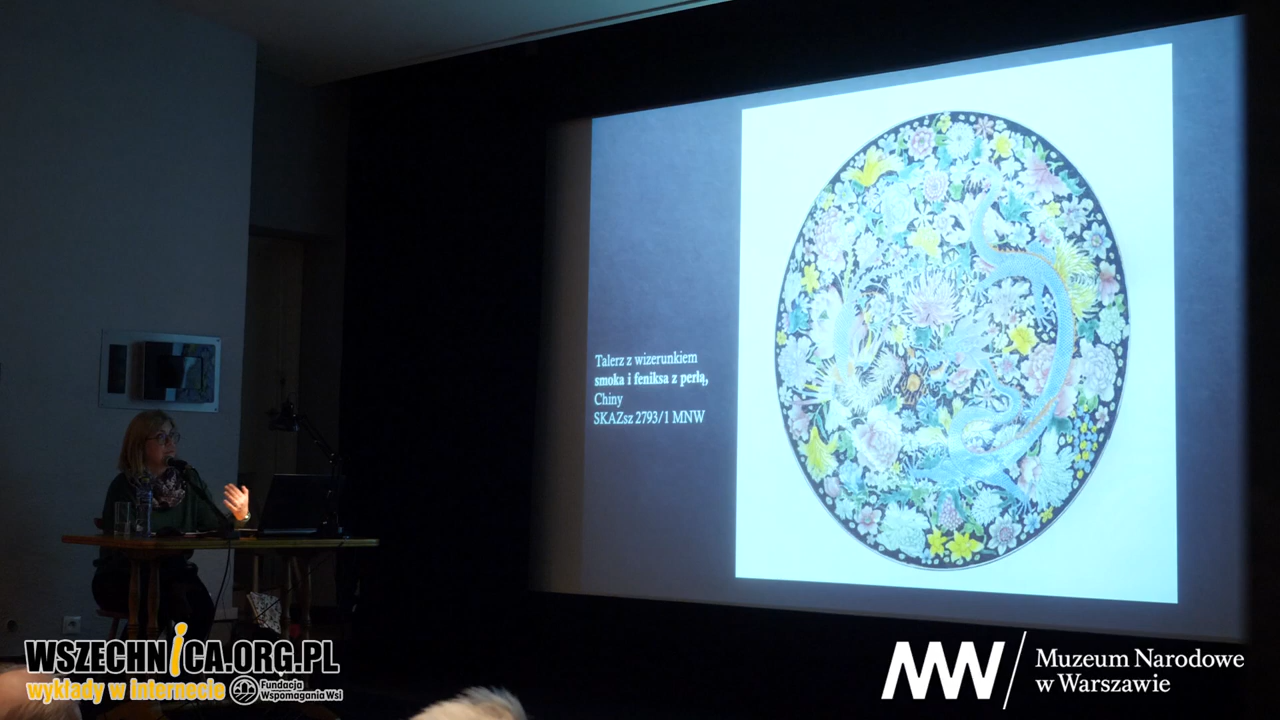 Talerz z wizerunkiem
smoka i feniksa z perłą,
Chiny
SKAZsz 2793/1 MNW
WSZECHNICA.ORG.PL
wykłady w internecie
Fundacja
Wspomagania Wsi
MNW
Muzeum Narodowe
w Warszawie